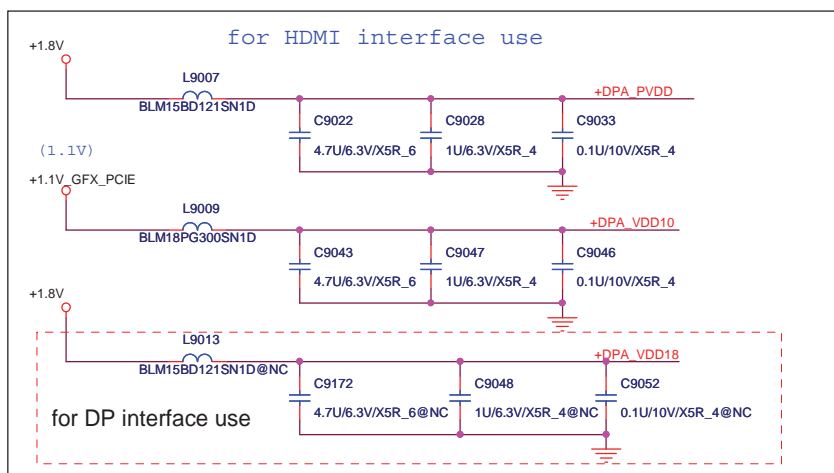 for HDMI interface use
+1.8V
L9007
BLM15BD121SN1D
+DPA_PVDD
C9022
C9028
C9033
4.7U/6.3V/X5R_6
1U/6.3V/X5R_4
0.1U/10V/X5R_4
(1.1V)
+1.1V_GFX_PCIE
L9009
BLM18PG300SN1D
+DPA_VDD10
C9043
C9047
C9046
4.7U/6.3V/X5R_6
1U/6.3V/X5R_4
0.1U/10V/X5R_4
+1.8V
L9013
BLM15BD121SN1D@NC
+DPA_VDD18
C9172
C9048
C9052
4.7U/6.3V/X5R_6@NC
1U/6.3V/X5R_4@NC
0.1U/10V/X5R_4@NC
for DP interface use